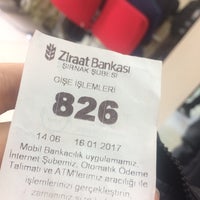 Ziraat Bankası
ŞIRNAK ŞUBESİ
GİŞE İŞLEMLERİ
826
14:06 16.01.2017
Mobil Bankacılık uygulamamız,
İnternet Şubemiz, Otomatik Ödeme
Talimatı ve ATM'lerimiz aracılığı ile
işlemlerinizi gerçekleştirin,
zamanınız